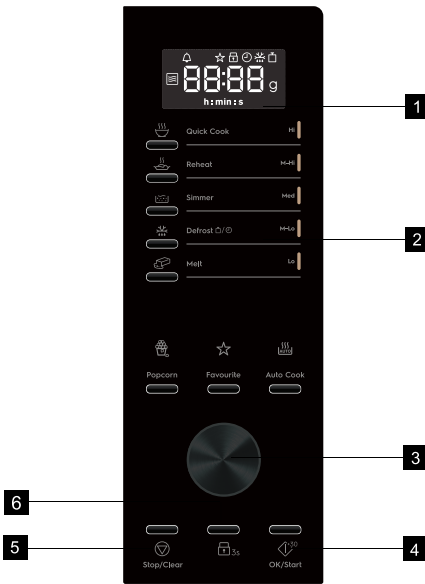 88:88 g
h:min:s
1
Quick Cook Hi
Reheat M-Hi
Simmer Med
2
Defrost M-Lo
Melt Lo
AUTO
Popcorn Favourite Auto Cook
3
6
5
3s +30
4
Stop/Clear OK/Start